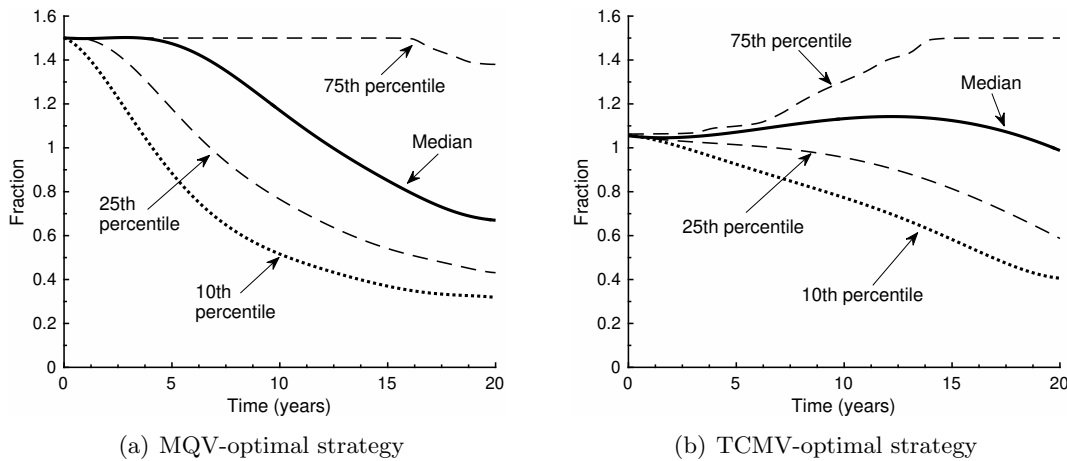 1.6
1.4
1.2
1
0.8
0.6
0.4
0.2
0
Fraction
75th percentile
Median
25th
percentile
10th
percentile
0 5 10 15 20
Time (years)
(a) MQV-optimal strategy
1.6
1.4
1.2
1
0.8
0.6
0.4
0.2
0
Fraction
75th percentile
Median
25th percentile
10th percentile
0 5 10 15 20
Time (years)
(b) TCMV-optimal strategy